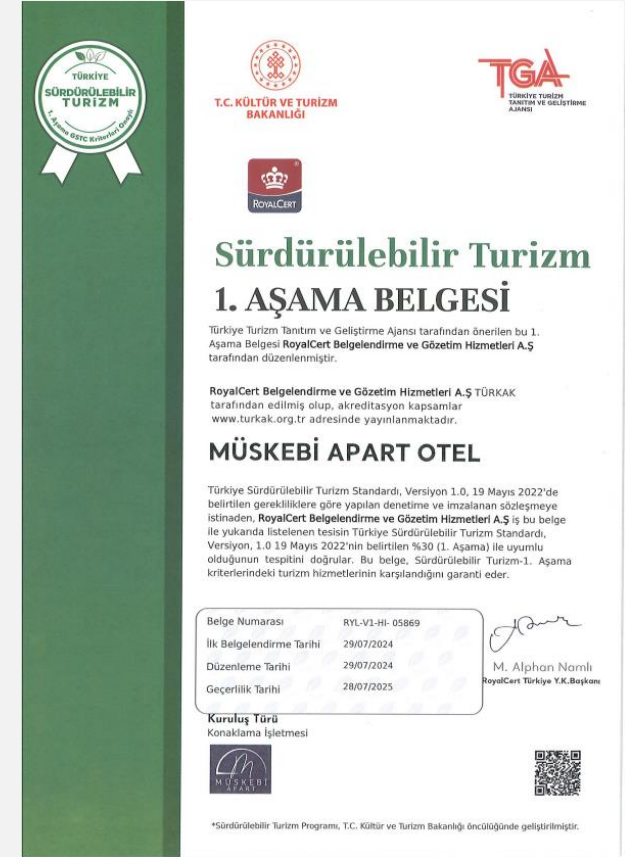 TÜRKİYE
SÜRDÜRÜLEBİLİR
TURİZM
1. Aşama GSTC Kriterleri Onaylı
T.C. KÜLTÜR VE TURİZM
BAKANLIĞI
TGA
TÜRKİYE TURİZM
TANITIM VE GELİŞTİRME
AJANSI
ROYALCERT
Sürdürülebilir Turizm
1. AŞAMA BELGESİ
Türkiye Turizm Tanıtım ve Geliştirme Ajansı tarafından önerilen bu 1.
Aşama Belgesi RoyalCert Belgelendirme ve Gözetim Hizmetleri A.Ş
tarafından düzenlenmiştir.
RoyalCert Belgelendirme ve Gözetim Hizmetleri A.Ş TÜRKAK
tarafından edilmiş olup, akreditasyon kapsamlar
www.turkak.org.tr adresinde yayınlanmaktadır.
MÜSKEBİ APART OTEL
Türkiye Sürdürülebilir Turizm Standardı, Versiyon 1.0, 19 Mayıs 2022'de
belirtilen gerekliliklere göre yapılan denetime ve imzalanan sözleşmeye
istinaden, RoyalCert Belgelendirme ve Gözetim Hizmetleri A.Ş iş bu belge
ile yukarıda listelenen tesisin Türkiye Sürdürülebilir Turizm Standardı,
Versiyon, 1.0 19 Mayıs 2022'nin belirtilen %30 (1. Aşama) ile uyumlu
olduğunun tespitini doğrular. Bu belge, Sürdürülebilir Turizm-1. Aşama
kriterlerindeki turizm hizmetlerinin karşılandığını garanti eder.
Belge Numarası RYL-V1-HI- 05869
İlk Belgelendirme Tarihi 29/07/2024
Düzenleme Tarihi 29/07/2024
Geçerlilik Tarihi 28/07/2025
M. Alphan Namlı
RoyalCert Türkiye Y.K.Başkanı
Kuruluş Türü
Konaklama İşletmesi
MÜSKEBİ
APART
*Sürdürülebilir Turizm Programı, T.C. Kültür ve Turizm Bakanlığı öncülüğünde geliştirilmiştir.